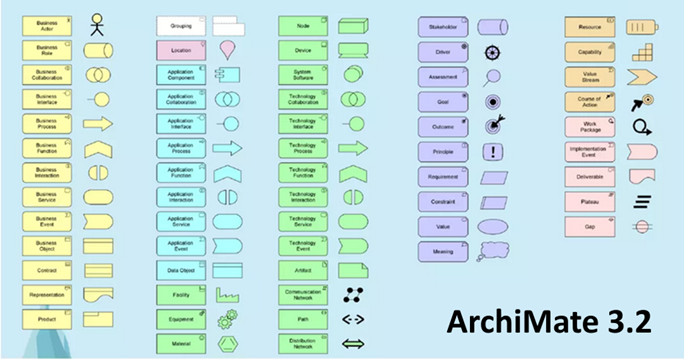 Business
Actor
Business
Role
Business
Collaboration
Business
Interface
Business
Process
Business
Function
Business
Interaction
Business
Service
Business
Event
Business
Object
Contract
Representation
Product
Grouping
Location
Application
Component
Application
Collaboration
Application
Interface
Application
Process
Application
Function
Application
Interaction
Application
Service
Application
Event
Data Object
Facility
Equipment
Material
Node
Device
System
Software
Technology
Collaboration
Technology
Interface
Technology
Process
Technology
Function
Technology
Interaction
Technology
Service
Technology
Event
Artifact
Communication
Network
Path
Distribution
Network
Stakeholder
Driver
Assessment
Goal
Outcome
Principle
!
Requirement
Constraint
Value
Meaning
Resource
Capability
Value
Stream
Course of
Action
Work
Package
Implementation
Event
Deliverable
Plateau
Gap
ArchiMate 3.2